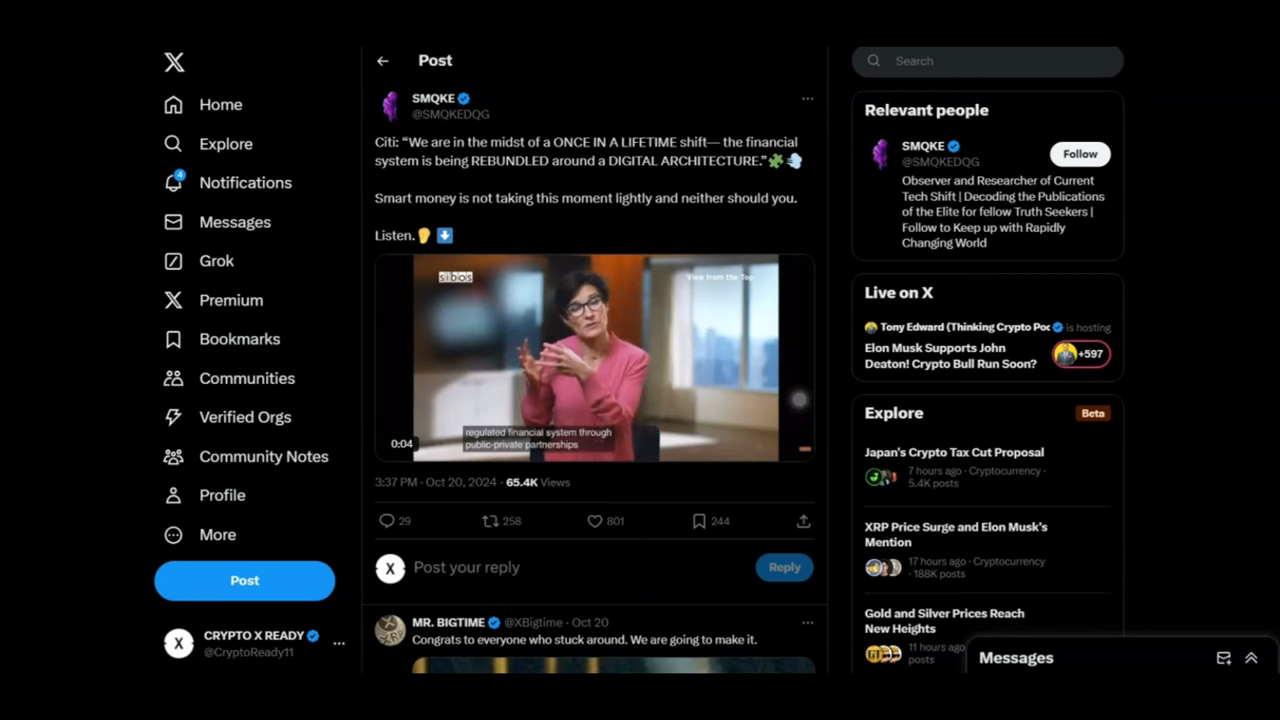 Home
Explore
4
Notifications
Messages
Grok
Premium
Bookmarks
Communities
Verified Orgs
Community Notes
Profile
More
Post
CRYPTO X READY
@CryptoReady11
Post
SMQKE
@SMQKEDQG
Citi: “We are in the midst of a ONCE IN A LIFETIME shift— the financial
system is being REBUNDLED around a DIGITAL ARCHITECTURE.”
Smart money is not taking this moment lightly and neither should you.
Listen.
sibos
View from the Top
regulated financial system through
public-private partnerships
0:04
3:37 PM · Oct 20, 2024 · 65.4K Views
29 258 801 244
Post your reply
Reply
MR. BIGTIME @XBigtime · Oct 20
Congrats to everyone who stuck around. We are going to make it.
Search
Relevant people
SMQKE
@SMQKEDQG
Follow
Observer and Researcher of Current
Tech Shift | Decoding the Publications
of the Elite for fellow Truth Seekers |
Follow to Keep up with Rapidly
Changing World
Live on X
Tony Edward (Thinking Crypto Poc is hosting
Elon Musk Supports John
Deaton! Crypto Bull Run Soon?
+597
Explore
Beta
Japan's Crypto Tax Cut Proposal
7 hours ago · Cryptocurrency ·
5.4K posts
XRP Price Surge and Elon Musk's
Mention
17 hours ago · Cryptocurrency
· 188K posts
Gold and Silver Prices Reach
New Heights
11 hours ago
posts
Messages